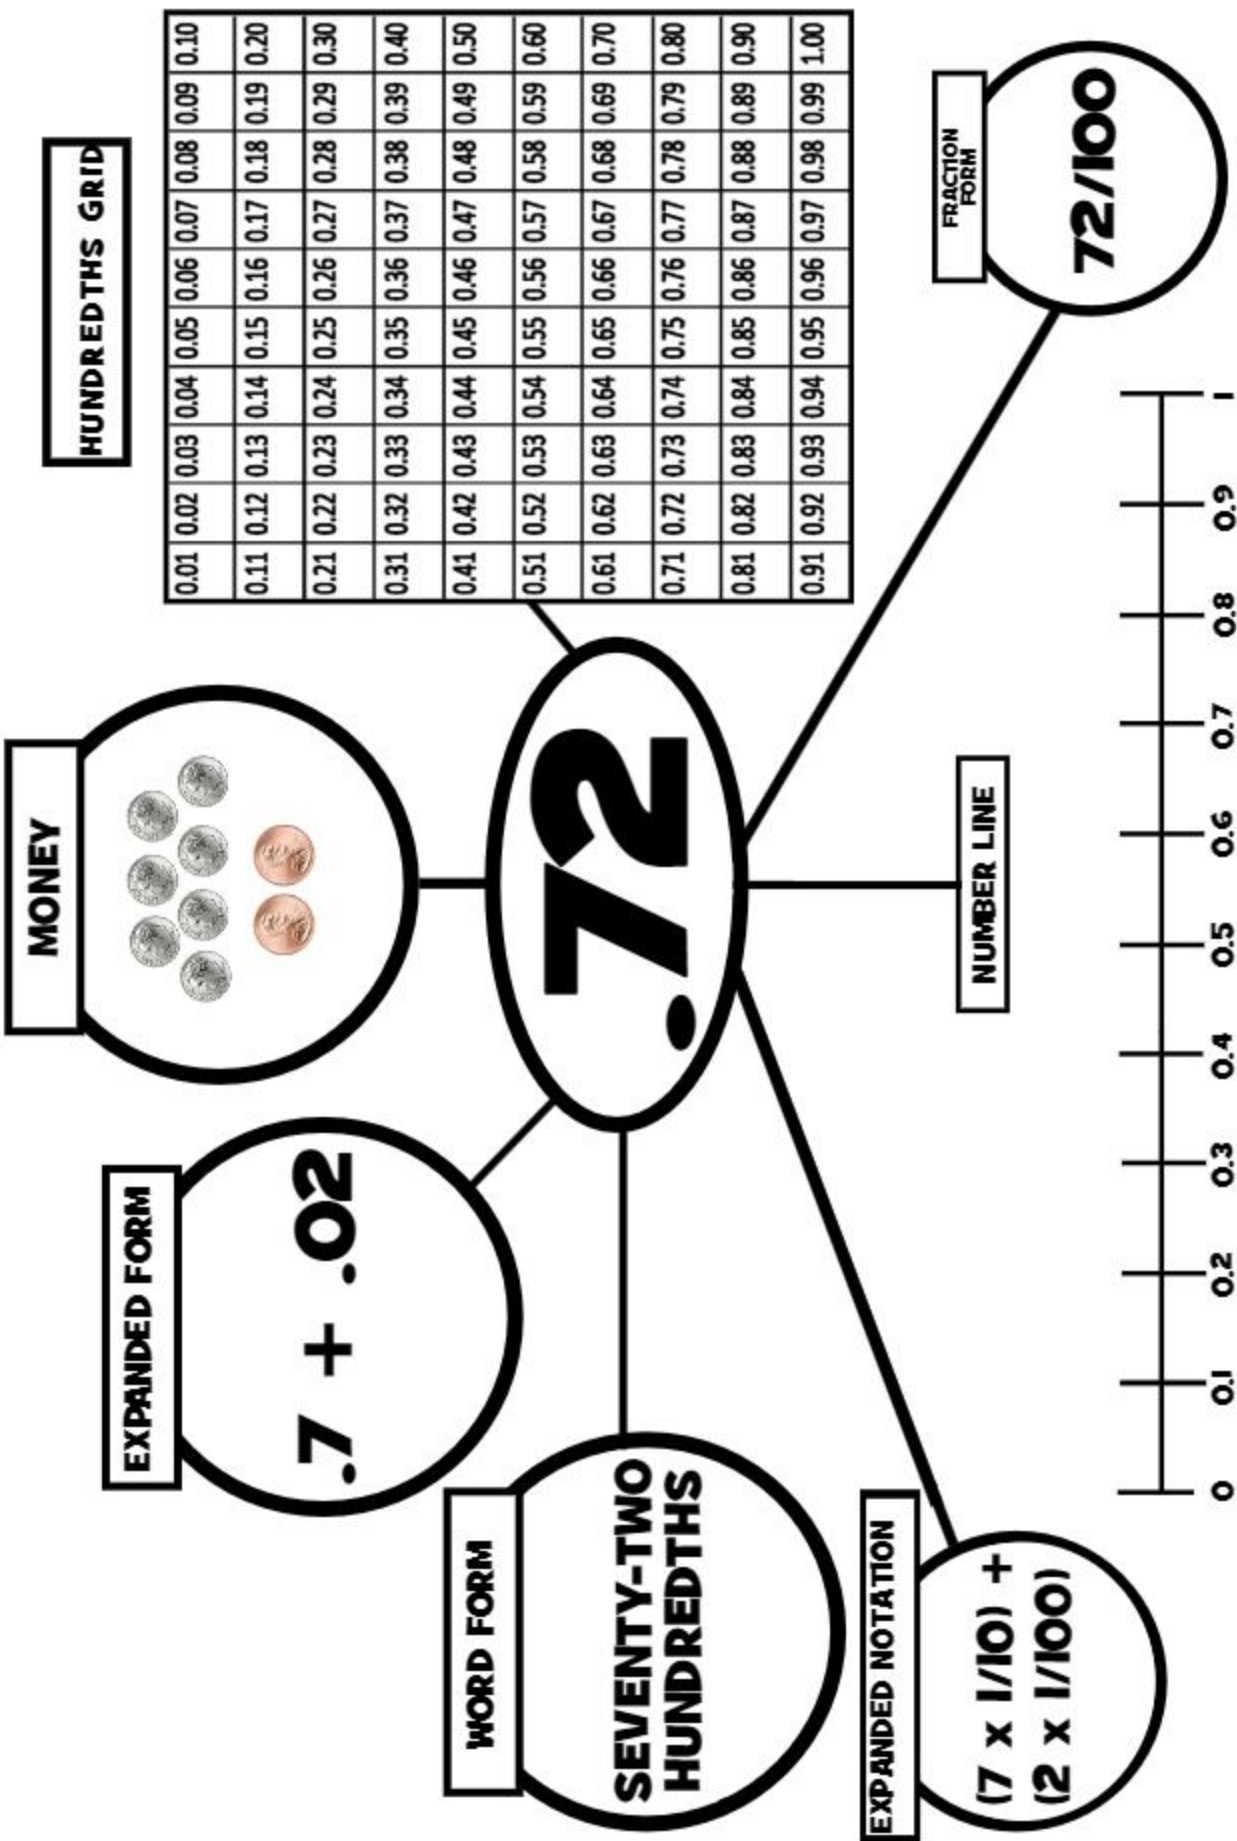 MONEY
HUNDREDTHS GRID
0.01 0.02 0.03 0.04 0.05 0.06 0.07 0.08 0.09 0.10
0.11 0.12 0.13 0.14 0.15 0.16 0.17 0.18 0.19 0.20
0.21 0.22 0.23 0.24 0.25 0.26 0.27 0.28 0.29 0.30
0.31 0.32 0.33 0.34 0.35 0.36 0.37 0.38 0.39 0.40
0.41 0.42 0.43 0.44 0.45 0.46 0.47 0.48 0.49 0.50
0.51 0.52 0.53 0.54 0.55 0.56 0.57 0.58 0.59 0.60
0.61 0.62 0.63 0.64 0.65 0.66 0.67 0.68 0.69 0.70
0.71 0.72 0.73 0.74 0.75 0.76 0.77 0.78 0.79 0.80
0.81 0.82 0.83 0.84 0.85 0.86 0.87 0.88 0.89 0.90
0.91 0.92 0.93 0.94 0.95 0.96 0.97 0.98 0.99 1.00
EXPANDED FORM
.7 + .02
WORD FORM
SEVENTY-TWO
HUNDREDTHS
.72
EXPANDED NOTATION
(7 x 1/10) +
(2 x 1/100)
NUMBER LINE
FRACTION
FORM
72/100
0 0.1 0.2 0.3 0.4 0.5 0.6 0.7 0.8 0.9 1